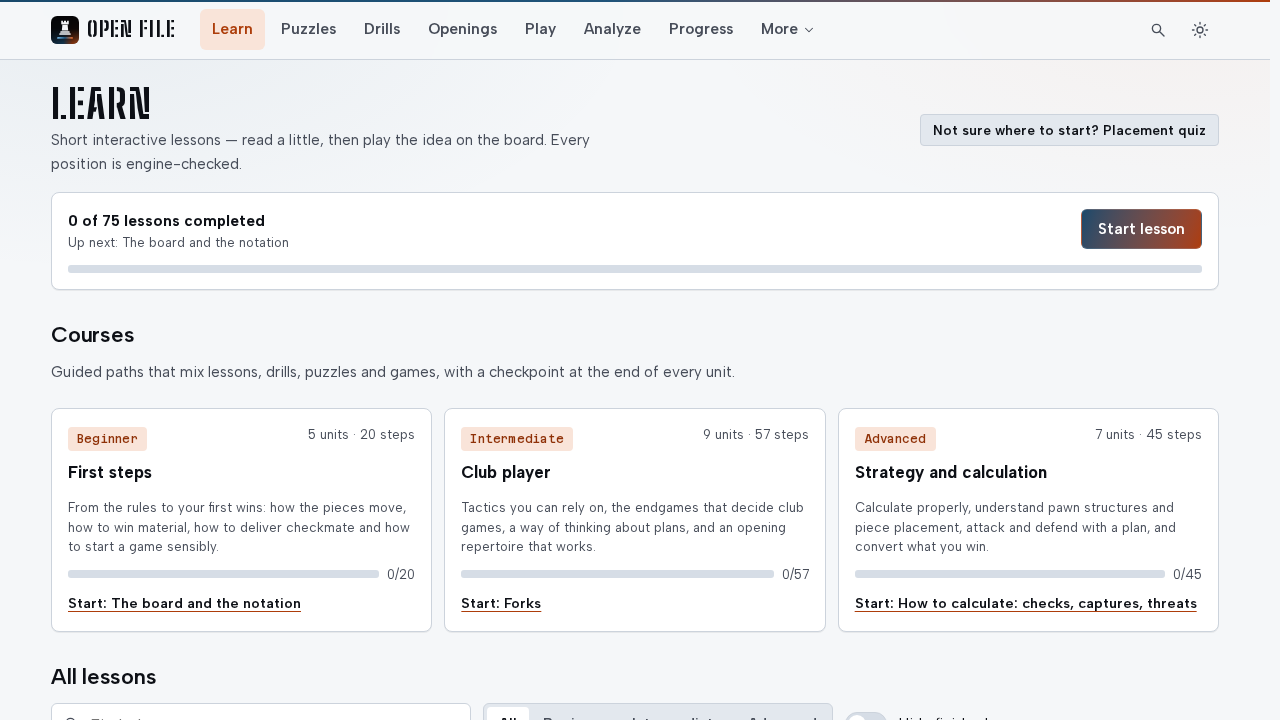 OPEN FILE
Learn
Puzzles
Drills
Openings
Play
Analyze
Progress
More
LEARN
Short interactive lessons — read a little, then play the idea on the board. Every
position is engine-checked.
Not sure where to start? Placement quiz
0 of 75 lessons completed
Up next: The board and the notation
Start lesson
Courses
Guided paths that mix lessons, drills, puzzles and games, with a checkpoint at the end of every unit.
Beginner
5 units · 20 steps
First steps
From the rules to your first wins: how the pieces move,
how to win material, how to deliver checkmate and how
to start a game sensibly.
0/20
Start: The board and the notation
Intermediate
9 units · 57 steps
Club player
Tactics you can rely on, the endgames that decide club
games, a way of thinking about plans, and an opening
repertoire that works.
0/57
Start: Forks
Advanced
7 units · 45 steps
Strategy and calculation
Calculate properly, understand pawn structures and
piece placement, attack and defend with a plan, and
convert what you win.
0/45
Start: How to calculate: checks, captures, threats
All lessons